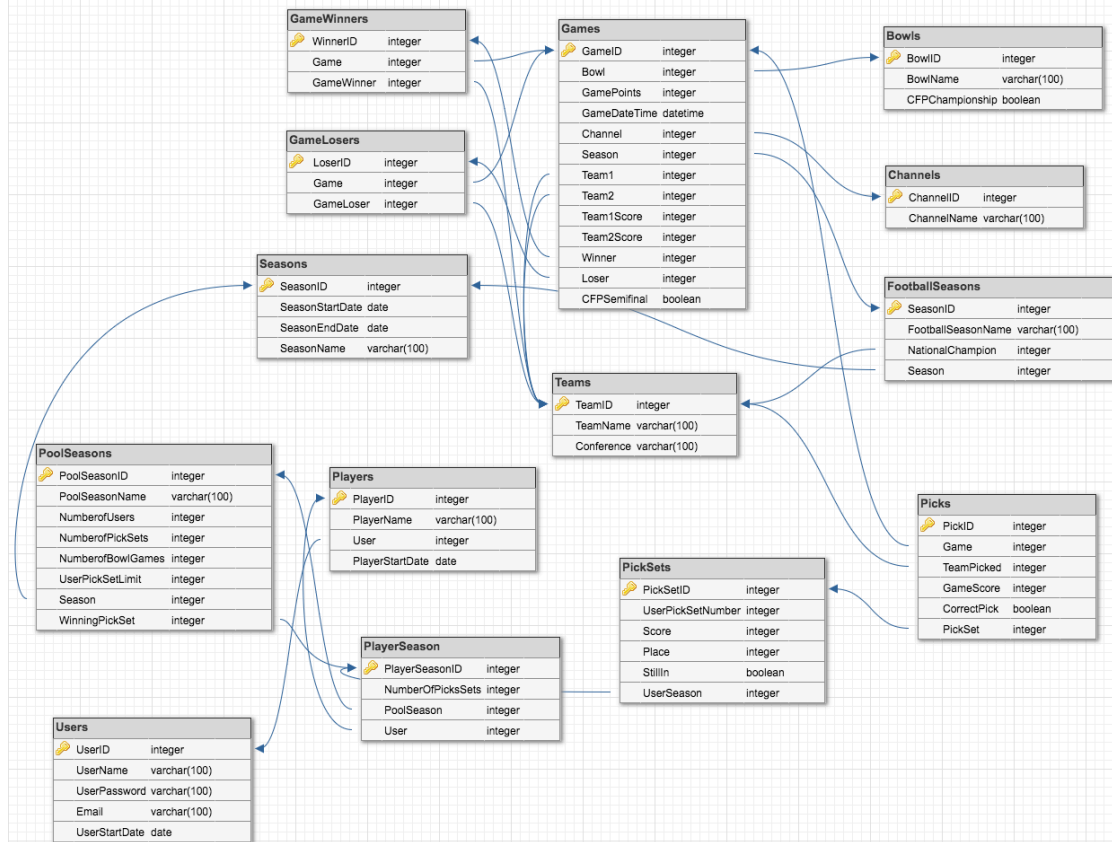 GameWinners
WinnerID integer
Game integer
GameWinner integer
GameLosers
LoserID integer
Game integer
GameLoser integer
Seasons
SeasonID integer
SeasonStartDate date
SeasonEndDate date
SeasonName varchar(100)
Games
GameID integer
Bowl integer
GamePoints integer
GameDateTime datetime
Channel integer
Season integer
Team1 integer
Team2 integer
Team1Score integer
Team2Score integer
Winner integer
Loser integer
CFPSemifinal boolean
Bowls
BowlID integer
BowlName varchar(100)
CFPChampionship boolean
Channels
ChannelID integer
ChannelName varchar(100)
FootballSeasons
SeasonID integer
FootballSeasonName varchar(100)
NationalChampion integer
Season integer
Teams
TeamID integer
TeamName varchar(100)
Conference varchar(100)
PoolSeasons
PoolSeasonID integer
PoolSeasonName varchar(100)
NumberofUsers integer
NumberofPickSets integer
NumberofBowlGames integer
UserPickSetLimit integer
Season integer
WinningPickSet integer
Players
PlayerID integer
PlayerName varchar(100)
User integer
PlayerStartDate date
Picks
PickID integer
Game integer
TeamPicked integer
GameScore integer
CorrectPick boolean
PickSet integer
PickSets
PickSetID integer
UserPickSetNumber integer
Score integer
Place integer
StillIn boolean
UserSeason integer
PlayerSeason
PlayerSeasonID integer
NumberOfPicksSets integer
PoolSeason integer
User integer
Users
UserID integer
UserName varchar(100)
UserPassword varchar(100)
Email varchar(100)
UserStartDate date